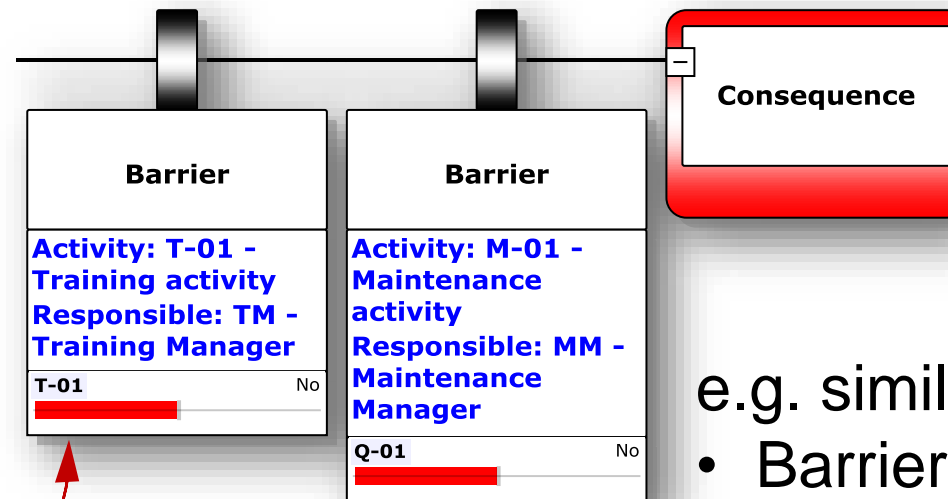 Consequence
Barrier
Activity: T-01 -
Training activity
Responsible: TM -
Training Manager
T-01 No
Barrier
Activity: M-01 -
Maintenance
activity
Responsible: MM -
Maintenance
Manager
Q-01 No
e.g. simil
• Barrier